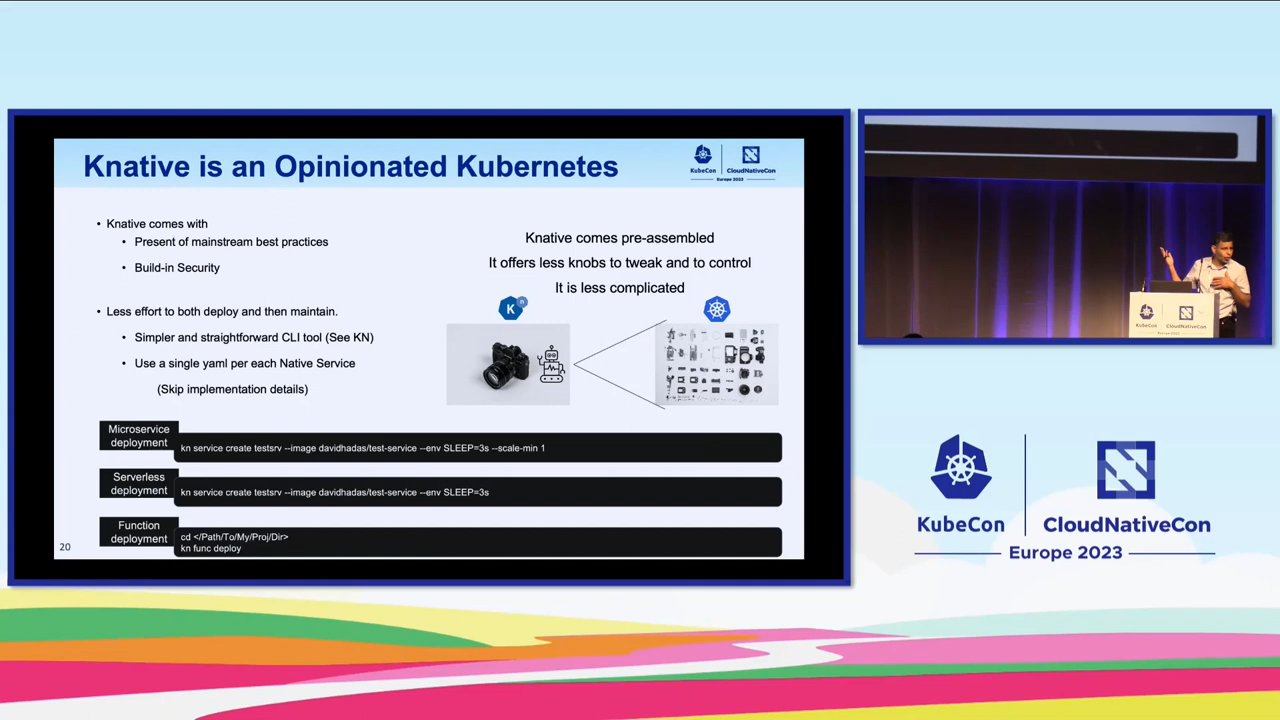 Knative is an Opinionated Kubernetes
KubeCon
CloudNativeCon
Europe 2023
• Knative comes with
• Present of mainstream best practices
• Build-in Security
• Less effort to both deploy and then maintain.
• Simpler and straightforward CLI tool (See KN)
• Use a single yaml per each Native Service
(Skip implementation details)
Knative comes pre-assembled
It offers less knobs to tweak and to control
It is less complicated
K
n
Microservice
deployment
kn service create testsrv --image davidhadas/test-service --env SLEEP=3s --scale-min 1
Serverless
deployment
kn service create testsrv --image davidhadas/test-service --env SLEEP=3s
Function
deployment
cd </Path/To/My/Proj/Dir>
kn func deploy
20
KubeCon
CloudNativeCon
KubeCon
CloudNativeCon
Europe 2023